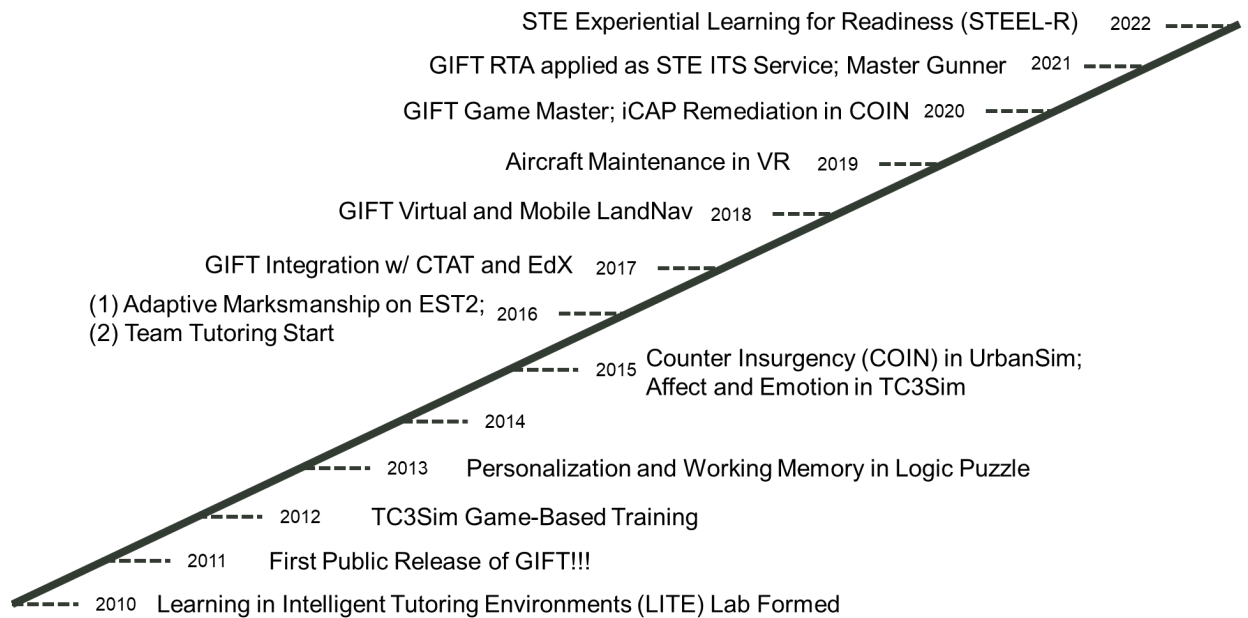 STE Experiential Learning for Readiness (STEEL-R) 2022
GIFT RTA applied as STE ITS Service; Master Gunner 2021
GIFT Game Master; iCAP Remediation in COIN 2020
Aircraft Maintenance in VR 2019
GIFT Virtual and Mobile LandNav 2018
GIFT Integration w/ CTAT and EdX 2017
(1) Adaptive Marksmanship on EST2; 2016
(2) Team Tutoring Start
2015 Counter Insurgency (COIN) in UrbanSim;
Affect and Emotion in TC3Sim
2014
2013 Personalization and Working Memory in Logic Puzzle
2012 TC3Sim Game-Based Training
2011 First Public Release of GIFT!!!
2010 Learning in Intelligent Tutoring Environments (LITE) Lab Formed